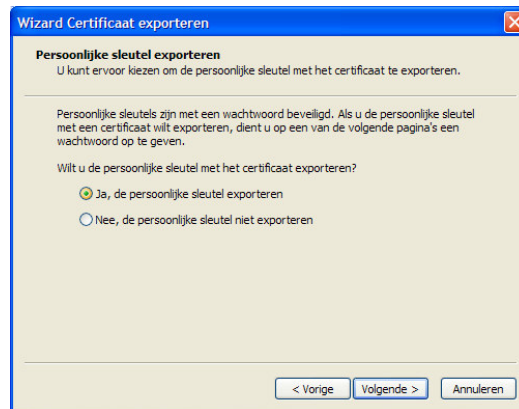 Wizard Certificaat exporteren
Persoonlijke sleutel exporteren
U kunt ervoor kiezen om de persoonlijke sleutel met het certificaat te exporteren.
Persoonlijke sleutels zijn met een wachtwoord beveiligd. Als u de persoonlijke sleutel
met een certificaat wilt exporteren, dient u op een van de volgende pagina's een
wachtwoord op te geven.
Wilt u de persoonlijke sleutel met het certificaat exporteren?
Ja, de persoonlijke sleutel exporteren
Nee, de persoonlijke sleutel niet exporteren
< Vorige Volgende > Annuleren